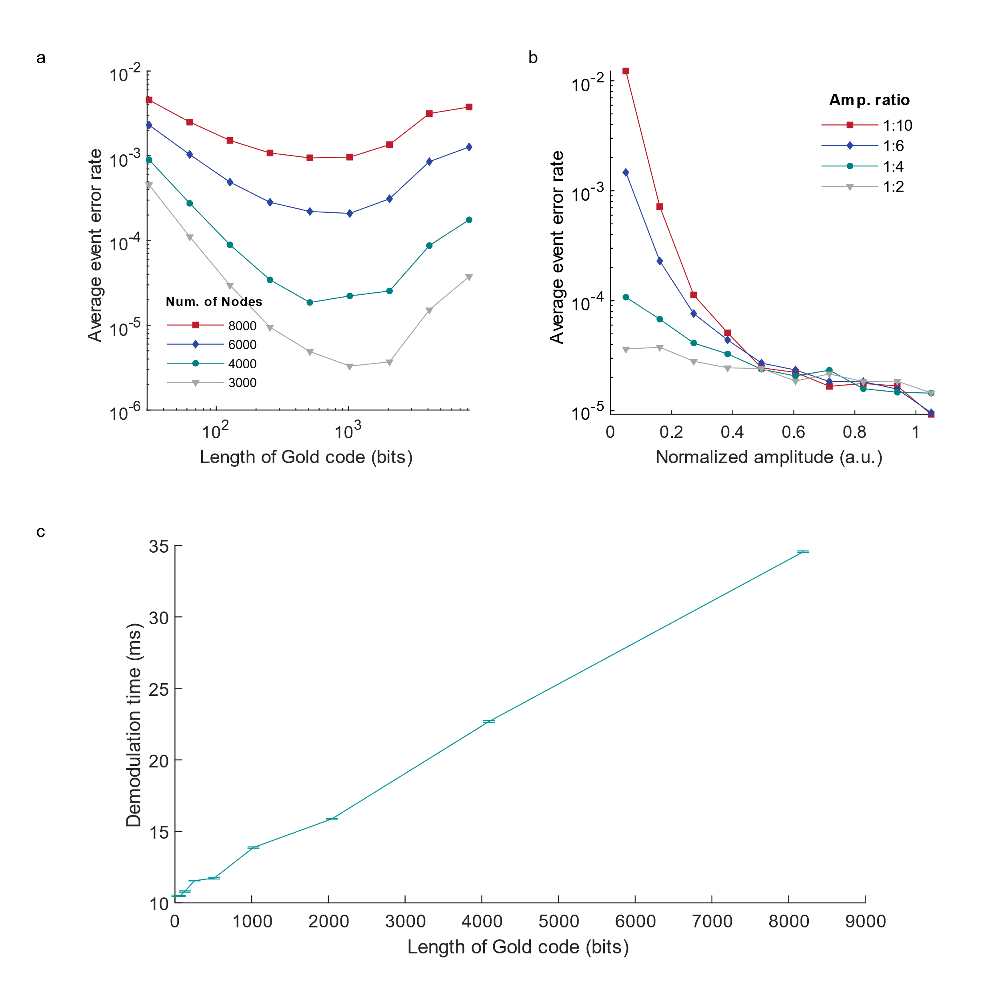 a
10^-2
10^-3
10^-4
10^-5
10^-6
Average event error rate
Num. of Nodes
8000
6000
4000
3000
10^2 10^3
Length of Gold code (bits)
b
10^-2
10^-3
10^-4
10^-5
Average event error rate
Amp. ratio
1:10
1:6
1:4
1:2
0 0.2 0.4 0.6 0.8 1
Normalized amplitude (a.u.)
c
35
30
25
20
15
10
Demodulation time (ms)
0 1000 2000 3000 4000 5000 6000 7000 8000 9000
Length of Gold code (bits)